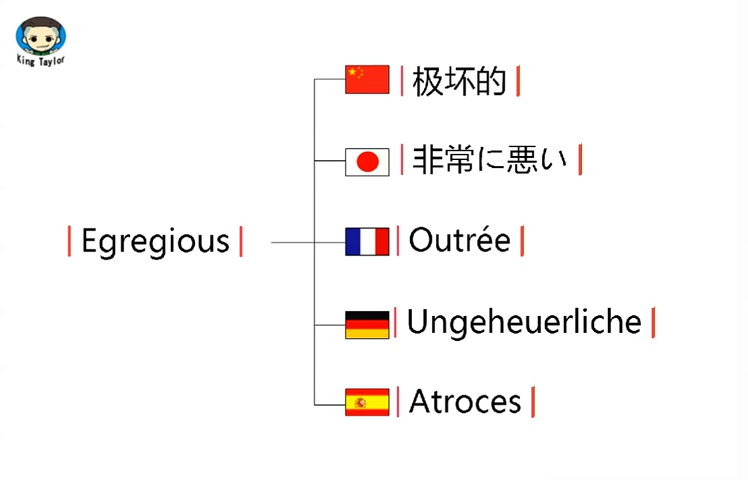 King Taylor
极坏的
非常に悪い
Egregious
Outrée
Ungeheuerliche
Atroces